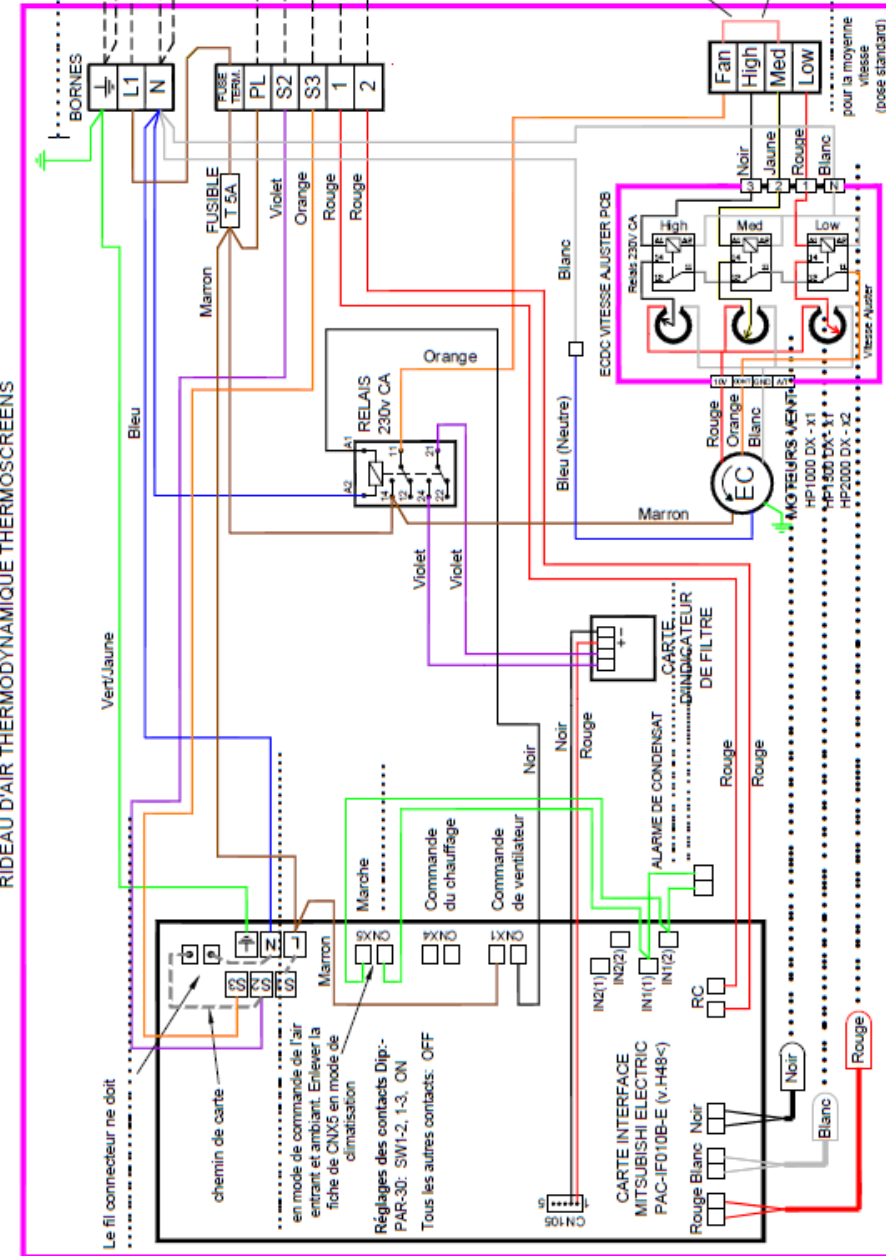 RIDEAU D'AIR THERMODYNAMIQUE THERMOSCREENS
BORNES
L1
N
FUSE
TERM.
PL
S2
S3
1
2
Fan
High
Med
Low
pour la moyenne
vitesse
(pose standard)
FUSIBLE
T 5A
Marron
Violet
Orange
Rouge
Rouge
Noir
Jaune
Rouge
Blanc
3
2
1
N
ECDC VITESSE AJUSTER PCB
Relais 230V CA
High
Med
Low
Vitesse Ajuster
10V
GND
Rouge
Orange
Blanc
EC
MOTEURS VENT
HP1000 DX - x1
HP1500 DX - x1
HP2000 DX - x2
Bleu
Vert/Jaune
Orange
RELAIS
230v CA
A1
A2
11
21
14
12
24
22
Blanc
Bleu (Neutre)
Marron
Violet
Violet
Noir
Noir
Rouge
+ -
CARTE
D'INDICATEUR
DE FILTRE
ALARME DE CONDENSAT
Rouge
Rouge
Le fil connecteur ne doit
chemin de carte
en mode de commande de l'air
entrant et ambiant. Enlever la
fiche de CNX5 en mode de
climatisation
Réglages des contacts Dip:-
PAR-30: SW1-2, 1-3, ON
Tous les autres contacts: OFF
S3
S2
S
N
L
Marron
CNX5
Marche
CNX4
Commande
du chauffage
CNX1
Commande
de ventilateur
IN2(1)
IN2(2)
IN1(1)
IN1(2)
RC
CN105
CARTE INTERFACE
MITSUBISHI ELECTRIC
PAC-IF010B-E (v.H48<)
Rouge
Blanc
Noir
Noir
Blanc
Rouge